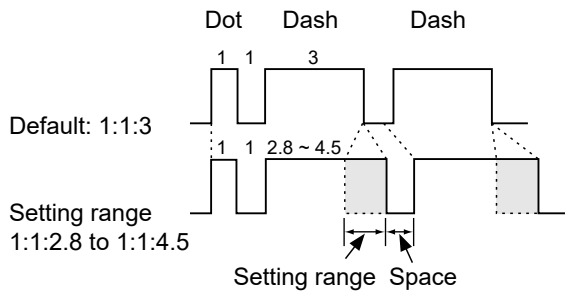 Dot Dash Dash
1 1 3
Default: 1:1:3
1 1 2.8 ~ 4.5
Setting range
1:1:2.8 to 1:1:4.5
Setting range Space